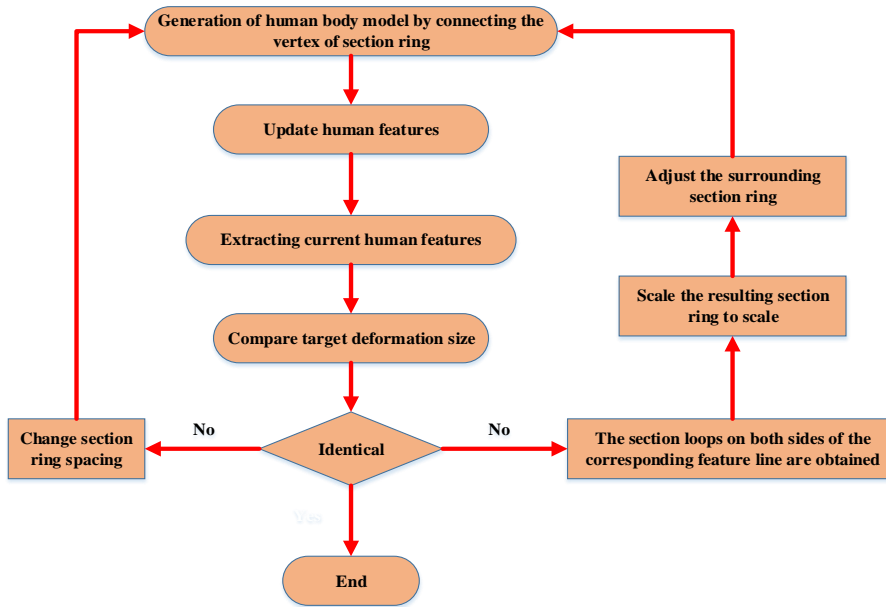 Generation of human body model by connecting the
vertex of section ring
Update human features
Adjust the surrounding
section ring
Extracting current human features
Scale the resulting section
ring to scale
Compare target deformation size
No
No
Change section
ring spacing
Identical
The section loops on both sides of the
corresponding feature line are obtained
Yes
End